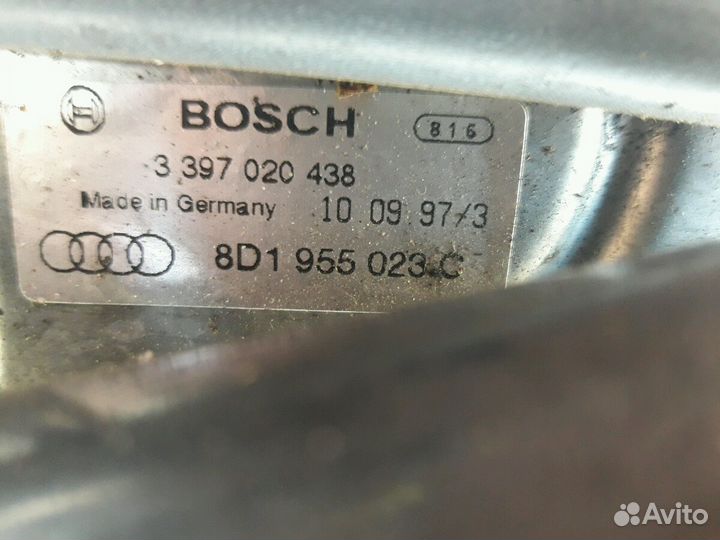 BOSCH 816
3 397 020 438
Made in Germany 10 09 97/3
8D1 955 023 C
Avito